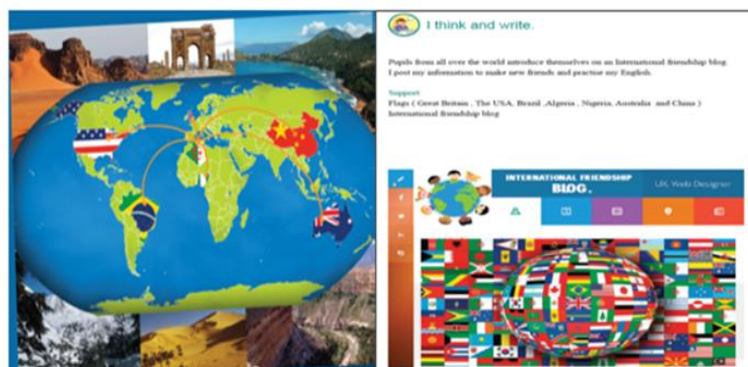 I think and write.
Pupils from all over the world introduce themselves on an International friendship blog
I post my information to make new friends and practise my English.
Support
Flags ( Great Britain , The USA, Brazil ,Algeria , Nigeria, Australia and China )
International friendship blog
INTERNATIONAL FRIENDSHIP
BLOG.
UK Web Designer